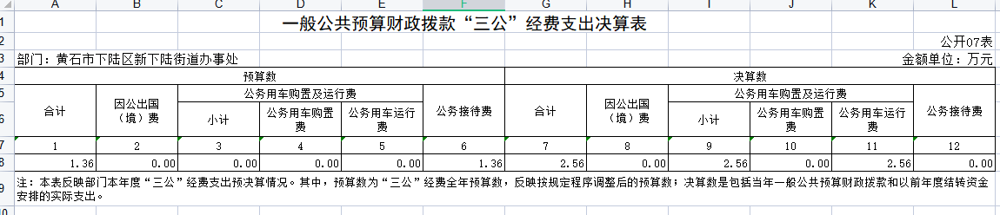 A B C D E F G H I J K L
1 一般公共预算财政拨款“三公”经费支出决算表
2 公开07表
3 部门：黄石市下陆区新下陆街道办事处 金额单位：万元
4 预算数 决算数
5 合计 因公出国（境）费 公务用车购置及运行费 公务接待费 合计 因公出国（境）费 公务用车购置及运行费 公务接待费
6 小计 公务用车购置费 公务用车运行费 小计 公务用车购置费 公务用车运行费
7 1 2 3 4 5 6 7 8 9 10 11 12
8 1.36 0.00 0.00 0.00 0.00 1.36 2.56 0.00 2.56 0.00 2.56 0.00
9 注：本表反映部门本年度“三公”经费支出预决算情况。其中，预算数为“三公”经费全年预算数，反映按规定程序调整后的预算数；决算数是包括当年一般公共预算财政拨款和以前年度结转资金
安排的实际支出。